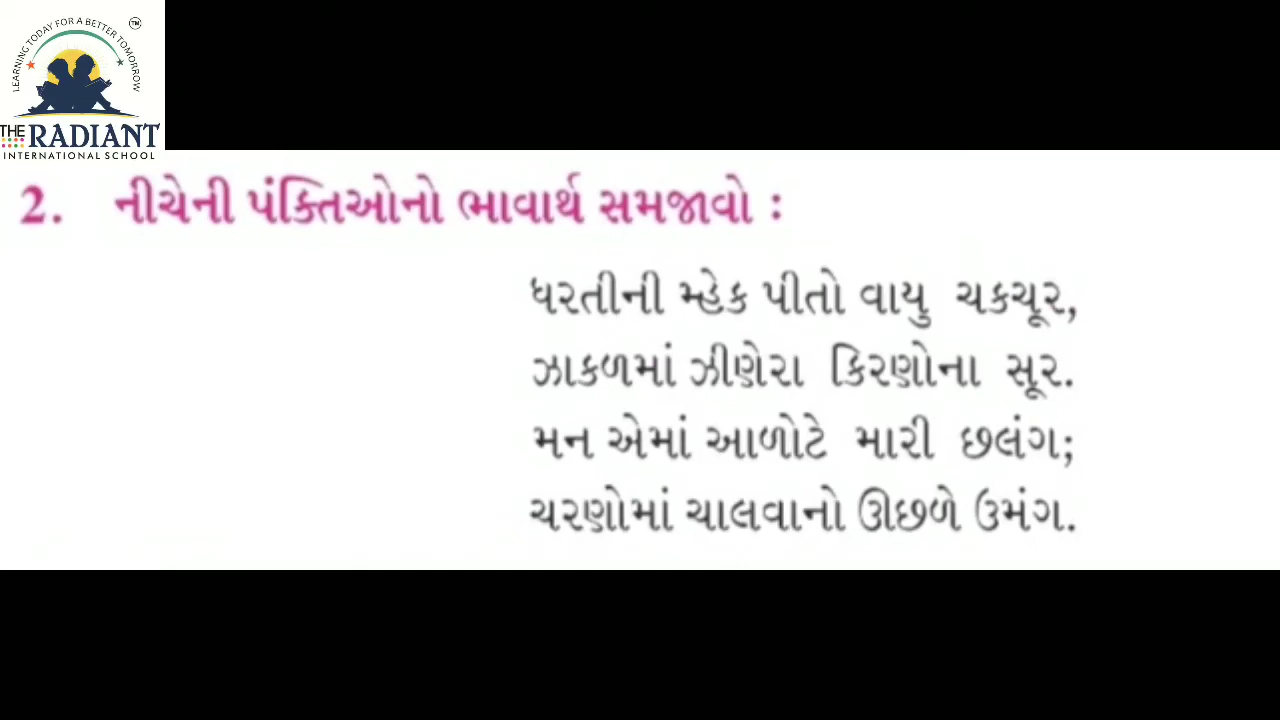 LEARNING TODAY FOR A BETTER TOMORROW
TM
THE RADIANT
INTERNATIONAL SCHOOL
2. નીચેની પંક્તિઓનો ભાવાર્થ સમજાવો :
ધરતીની મ્હેક પીતો વાયુ ચકચૂર,
ઝાકળમાં ઝીણેરા કિરણોના સૂર.
મન એમાં આળોટે મારી છલંગ;
ચરણોમાં ચાલવાનો ઊછળે ઉમંગ.